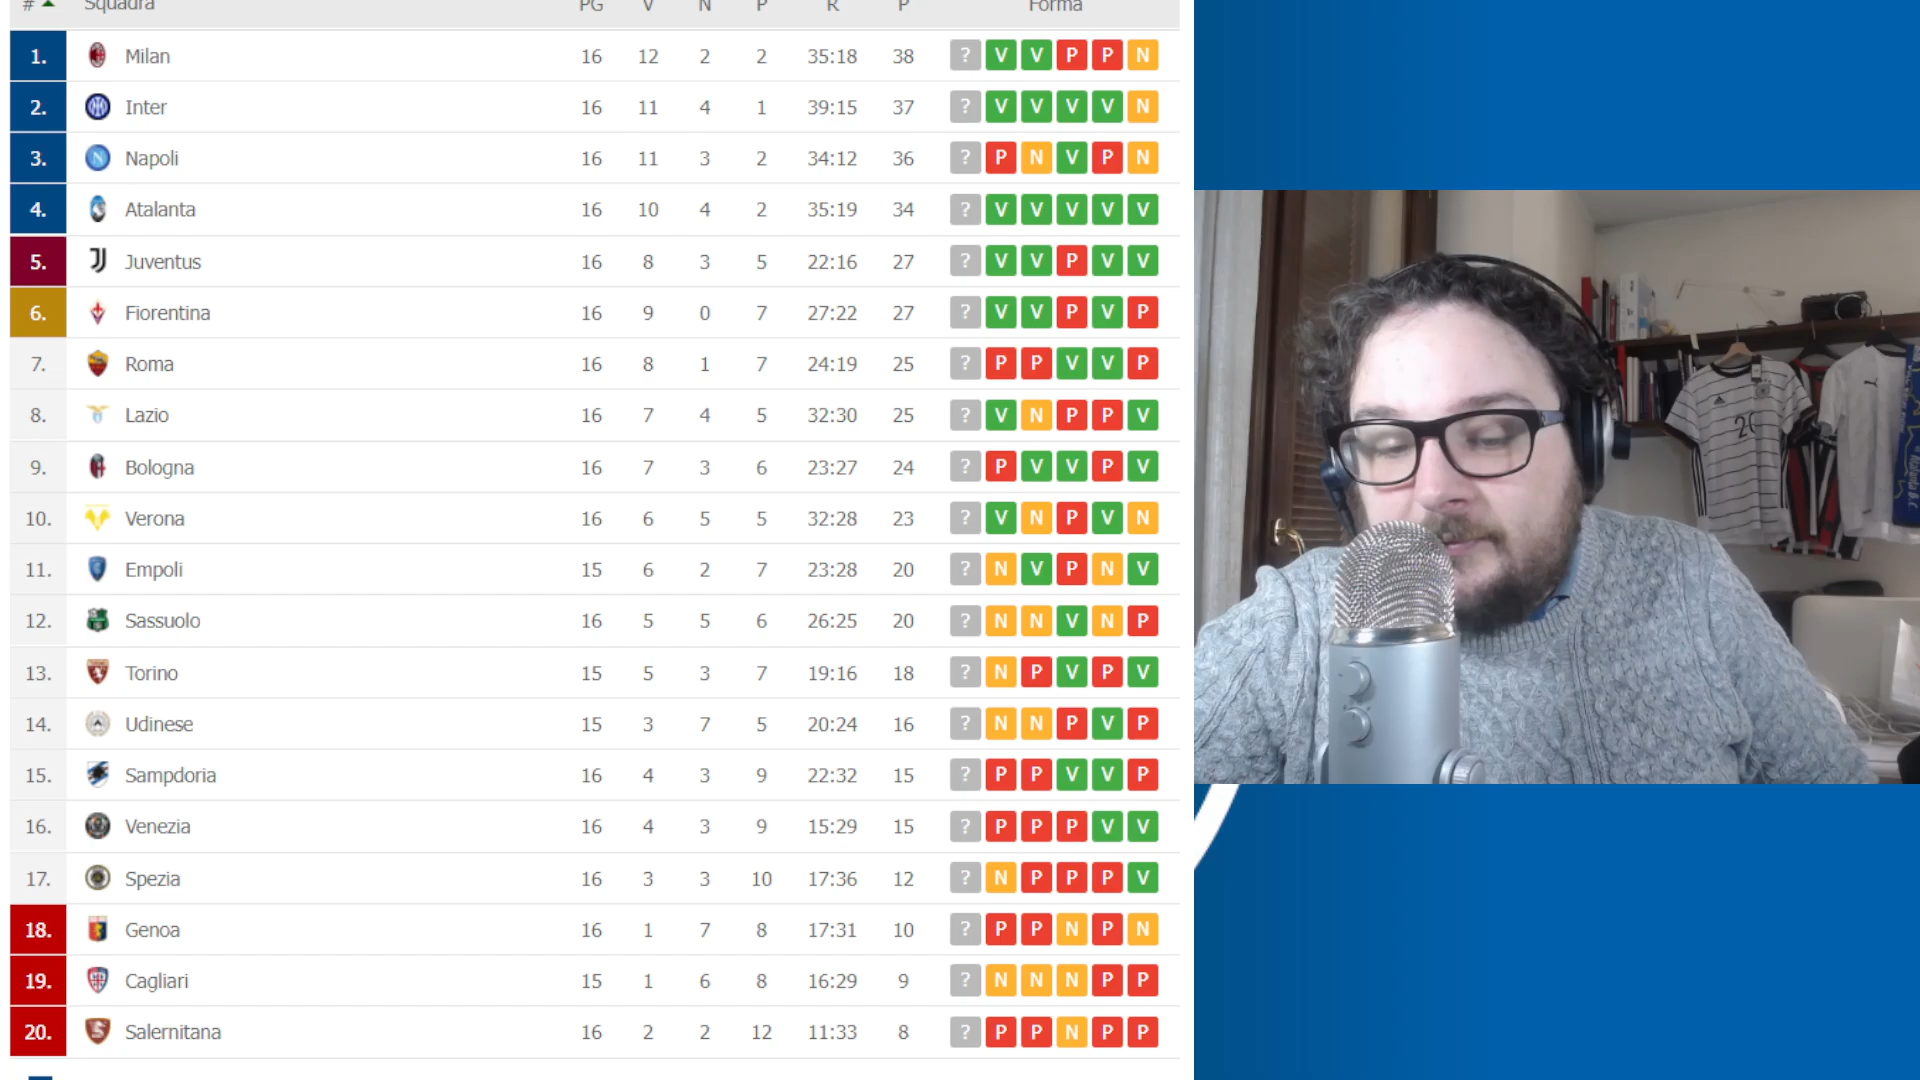 # Squadra PG V N P R P Forma
1. Milan 16 12 2 2 35:18 38 ? V V P P N
2. Inter 16 11 4 1 39:15 37 ? V V V V N
3. Napoli 16 11 3 2 34:12 36 ? P N V P N
4. Atalanta 16 10 4 2 35:19 34 ? V V V V V
5. Juventus 16 8 3 5 22:16 27 ? V V P V V
6. Fiorentina 16 9 0 7 27:22 27 ? V V P V P
7. Roma 16 8 1 7 24:19 25 ? P P V V P
8. Lazio 16 7 4 5 32:30 25 ? V N P P V
9. Bologna 16 7 3 6 23:27 24 ? P V V P V
10. Verona 16 6 5 5 32:28 23 ? V N P V N
11. Empoli 15 6 2 7 23:28 20 ? N V P N V
12. Sassuolo 16 5 5 6 26:25 20 ? N N V N P
13. Torino 15 5 3 7 19:16 18 ? N P V P V
14. Udinese 15 3 7 5 20:24 16 ? N N P V P
15. Sampdoria 16 4 3 9 22:32 15 ? P P V V P
16. Venezia 16 4 3 9 15:29 15 ? P P P V V
17. Spezia 16 3 3 10 17:36 12 ? N P P P V
18. Genoa 16 1 7 8 17:31 10 ? P P N P N
19. Cagliari 15 1 6 8 16:29 9 ? N N N P P
20. Salernitana 16 2 2 12 11:33 8 ? P P N P P